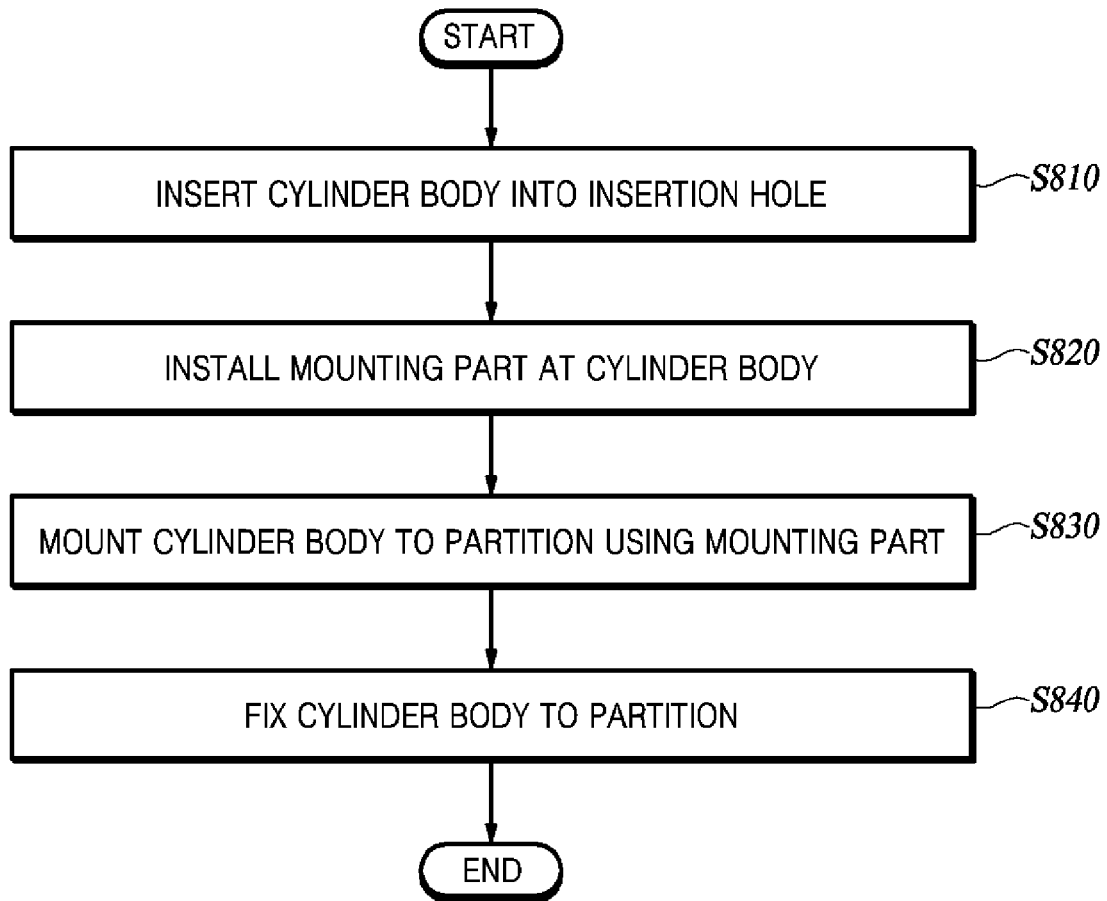 START
INSERT CYLINDER BODY INTO INSERTION HOLE
S810
INSTALL MOUNTING PART AT CYLINDER BODY
S820
MOUNT CYLINDER BODY TO PARTITION USING MOUNTING PART
S830
FIX CYLINDER BODY TO PARTITION
S840
END